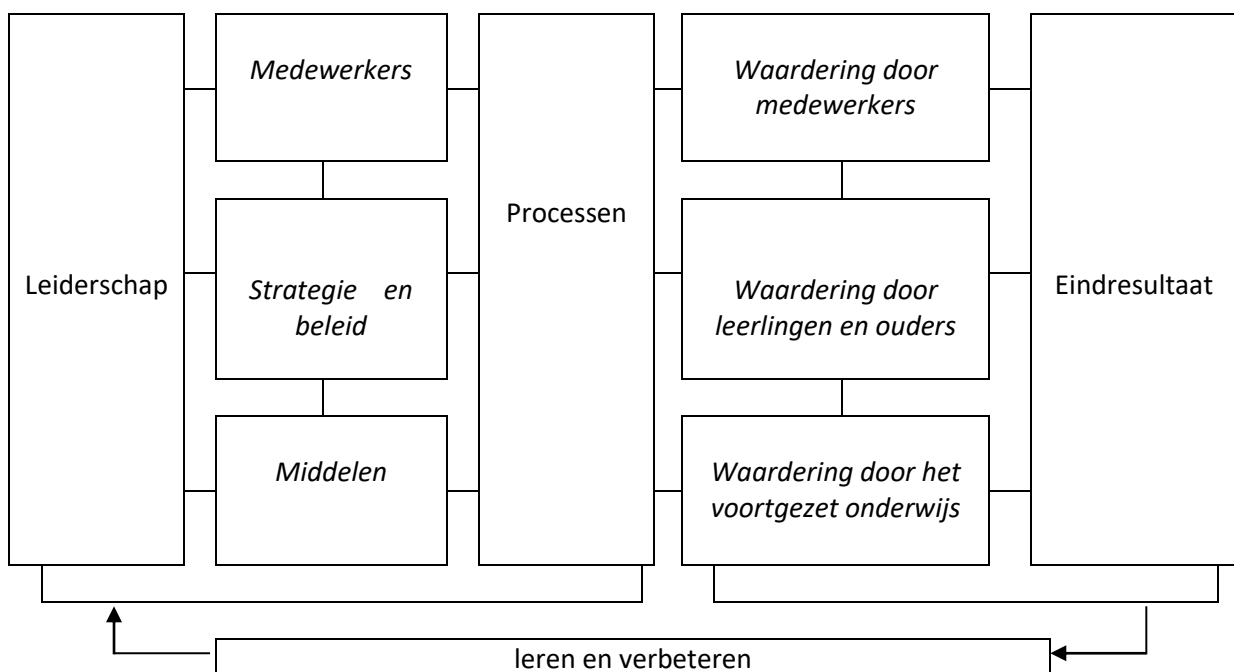 Leiderschap
Medewerkers
Strategie en
beleid
Middelen
Processen
Waardering door
medewerkers
Waardering door
leerlingen en ouders
Waardering door het
voortgezet onderwijs
Eindresultaat
leren en verbeteren